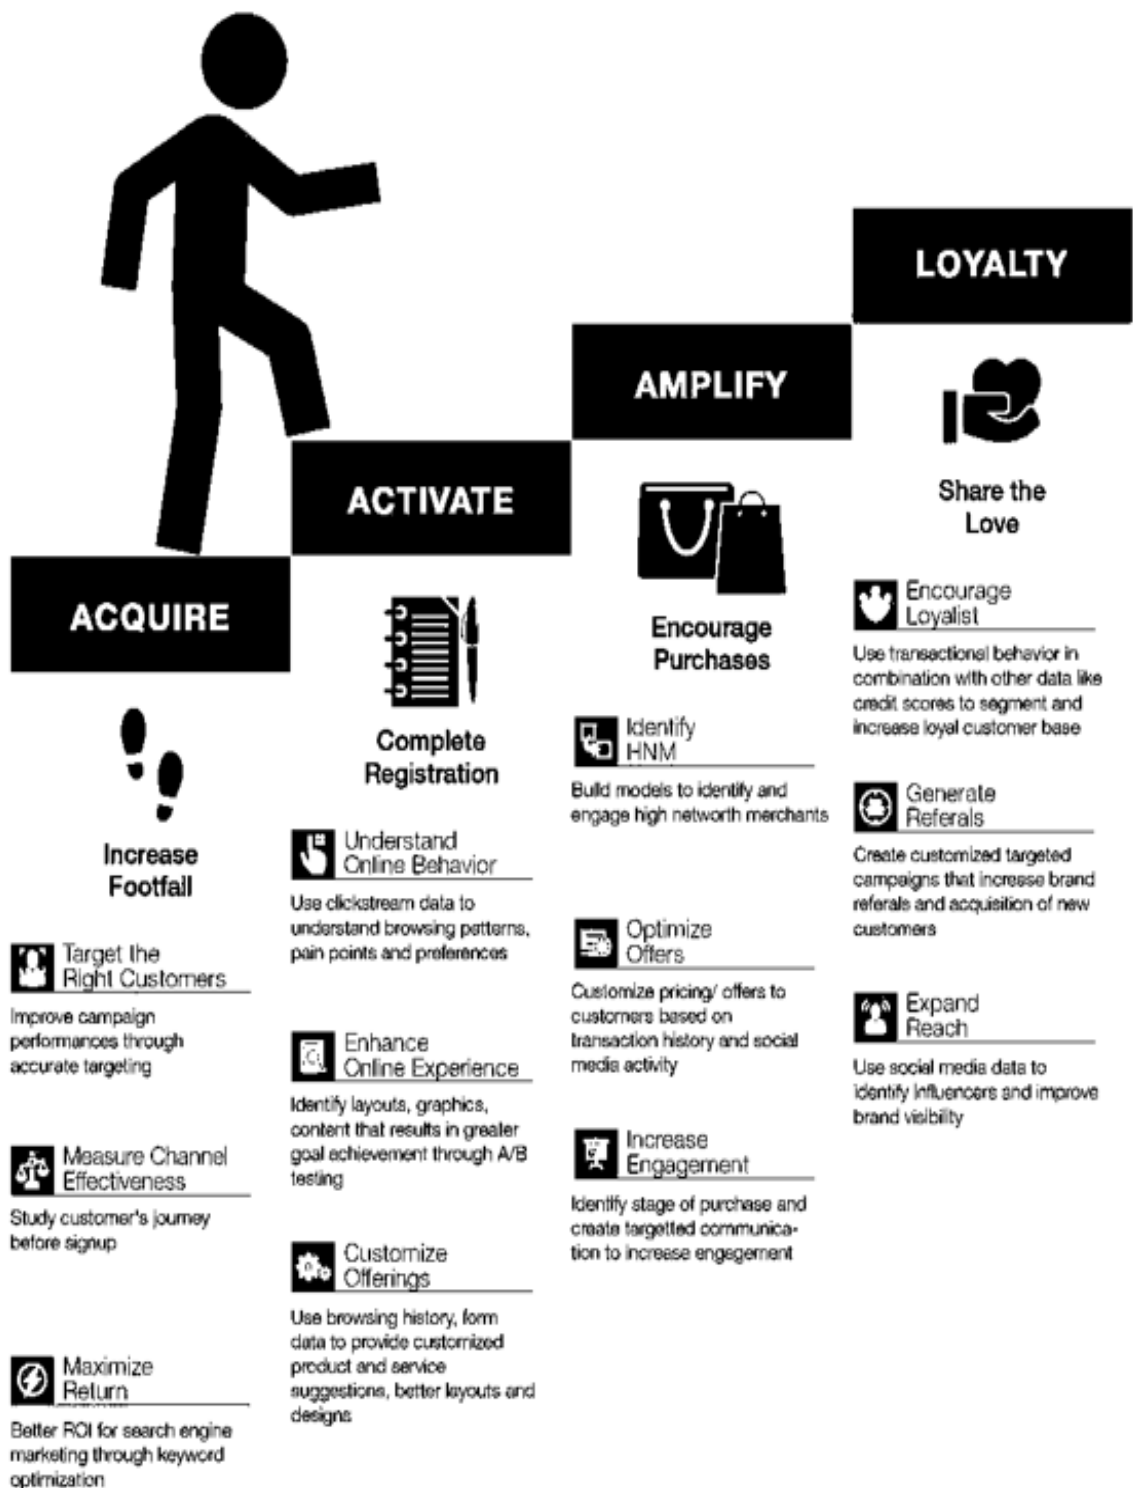 ACQUIRE
Increase
Footfall
Target the
Right Customers
Improve campaign
performances through
accurate targeting
Measure Channel
Effectiveness
Study customer's journey
before signup
Maximize
Return
Better ROI for search engine
marketing through keyword
optimization
ACTIVATE
Complete
Registration
Understand
Online Behavior
Use clickstream data to
understand browsing patterns,
pain points and preferences
Enhance
Online Experience
Identify layouts, graphics,
content that results in greater
goal achievement through A/B
testing
Customize
Offerings
Use browsing history, form
data to provide customized
product and service
suggestions, better layouts and
designs
AMPLIFY
Encourage
Purchases
Identify
HNM
Build models to identify and
engage high networth merchants
Optimize
Offers
Customize pricing/ offers to
customers based on
transaction history and social
media activity
Increase
Engagement
Identify stage of purchase and
create targetted communica-
tion to increase engagement
LOYALTY
Share the
Love
Encourage
Loyalist
Use transactional behavior in
combination with other data like
credit scores to segment and
increase loyal customer base
Generate
Referrals
Create customized targeted
campaigns that increase brand
referals and acquisition of new
customers
Expand
Reach
Use social media data to
identify influencers and improve
brand visibility